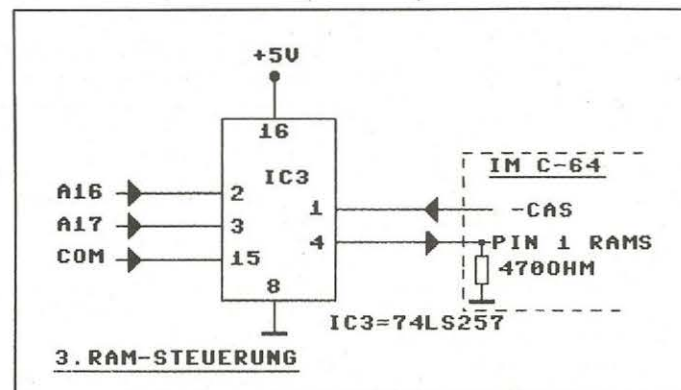 +5V
16
IM C-64
IC3
A16
2
1
-CAS
A17
3
4
PIN 1 RAMS
COM
15
470OHM
8
IC3=74LS257
3.RAM-STEUERUNG